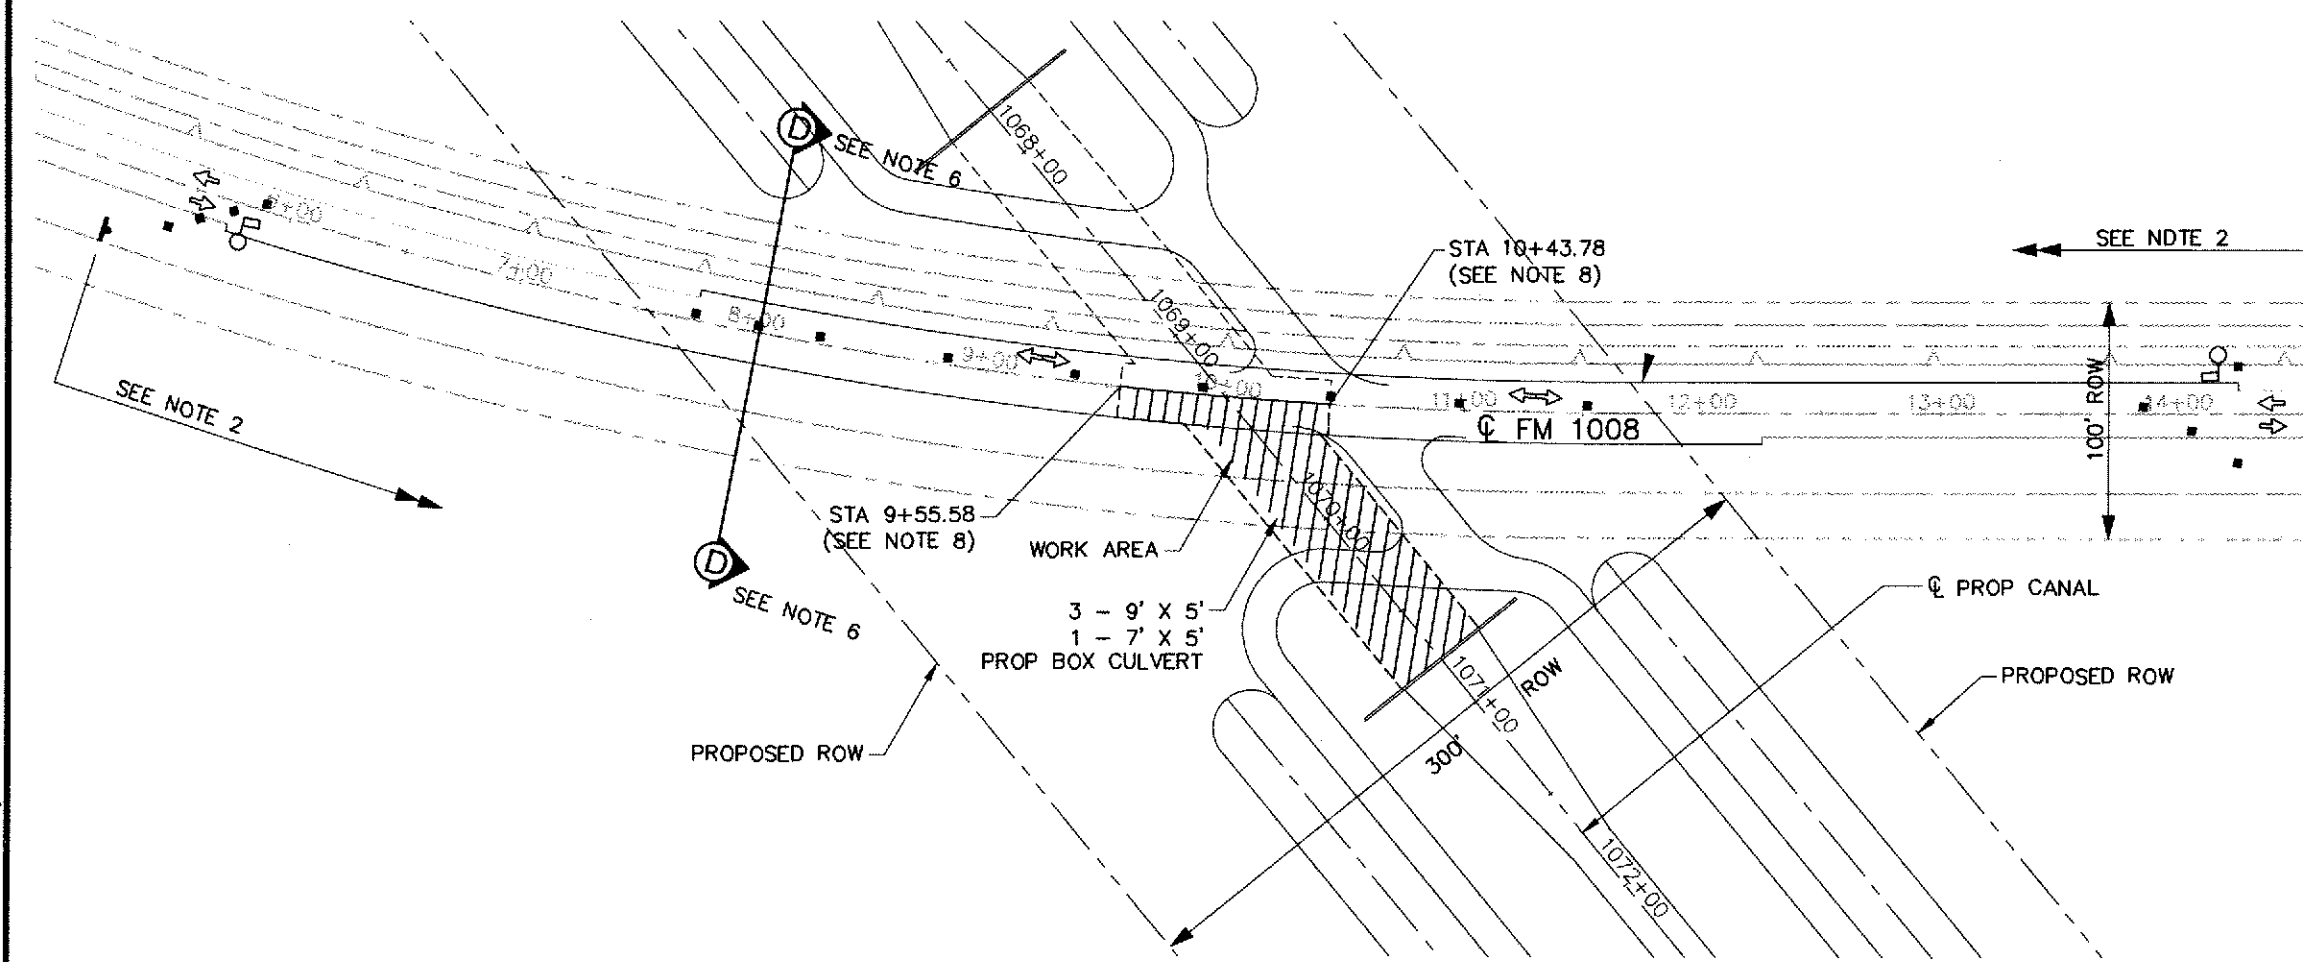 D
SEE NOTE 6
1068+00
6+00
STA 10+43.78
(SEE NOTE 8)
SEE NDTE 2
7+00
1069+00
8+00
9+00
10+00
11+00
12+00
13+00
14+00
℄ FM 1008
100' ROW
SEE NOTE 2
STA 9+55.58
(SEE NOTE 8)
WORK AREA
1070+00
D
SEE NOTE 6
3 - 9' X 5'
1 - 7' X 5'
PROP BOX CULVERT
℄ PROP CANAL
1071+00
300' ROW
PROPOSED ROW
PROPOSED ROW
1072+00